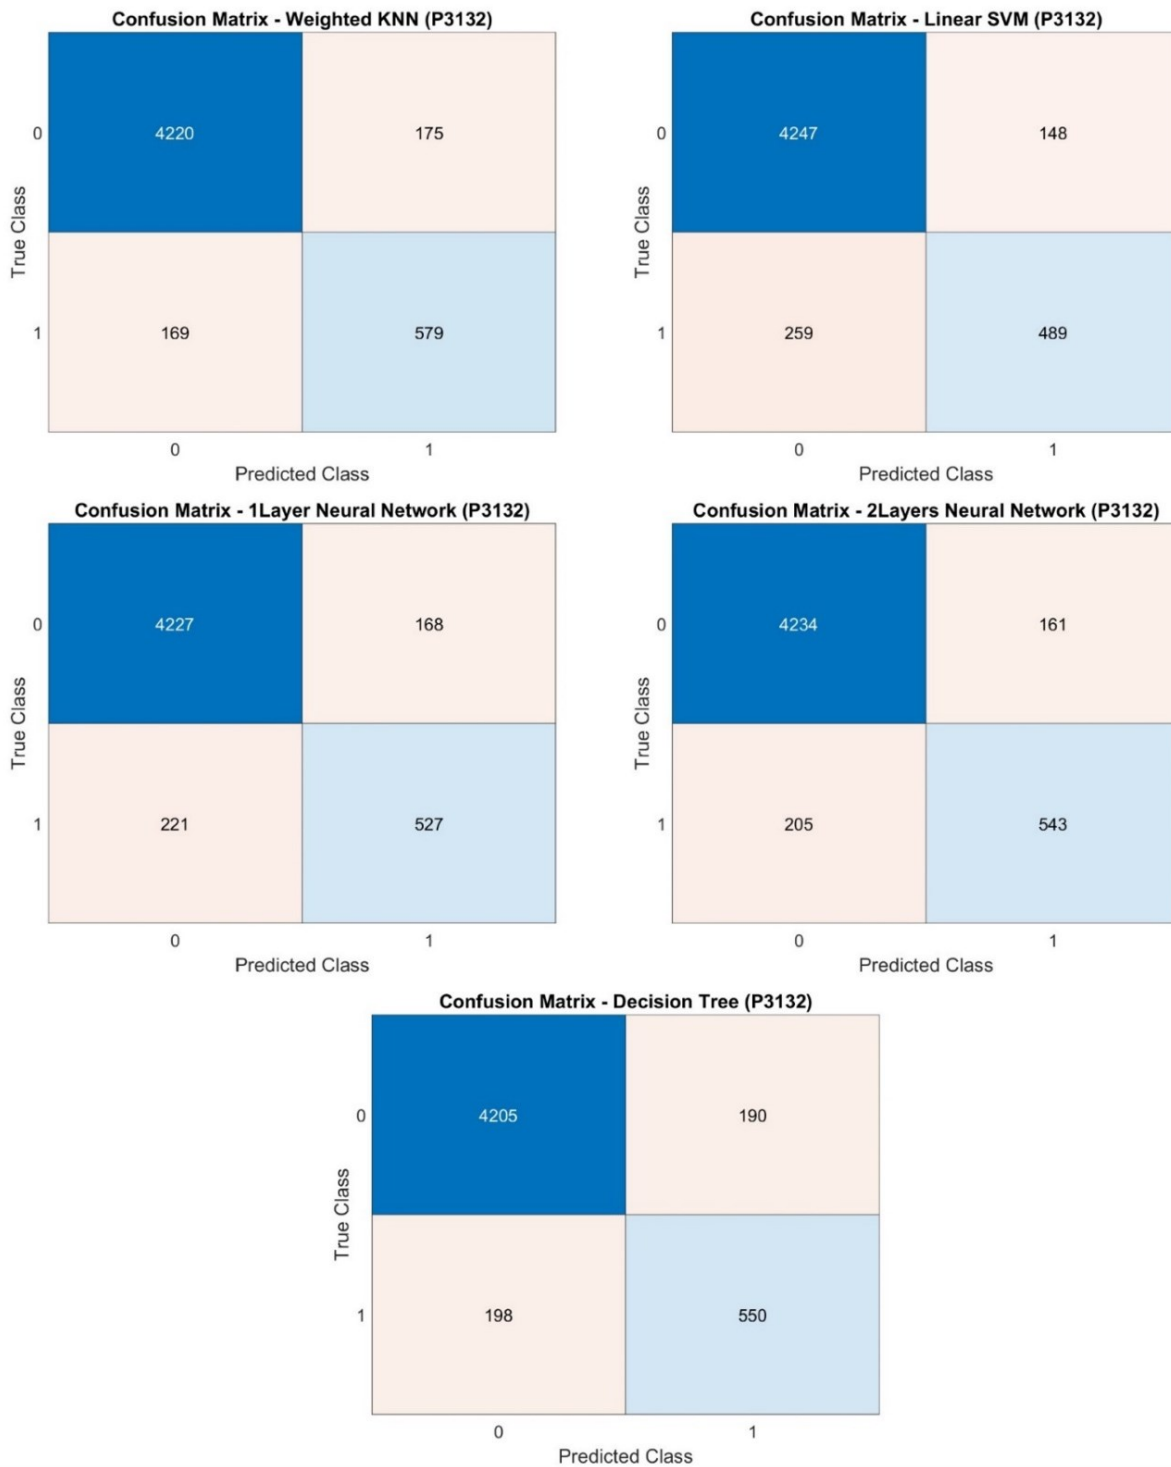 Confusion Matrix - Weighted KNN (P3132)
True Class
0
4220
175
1
169
579
0
1
Predicted Class
Confusion Matrix - Linear SVM (P3132)
True Class
0
4247
148
1
259
489
0
1
Predicted Class
Confusion Matrix - 1Layer Neural Network (P3132)
True Class
0
4227
168
1
221
527
0
1
Predicted Class
Confusion Matrix - 2Layers Neural Network (P3132)
True Class
0
4234
161
1
205
543
0
1
Predicted Class
Confusion Matrix - Decision Tree (P3132)
True Class
0
4205
190
1
198
550
0
1
Predicted Class